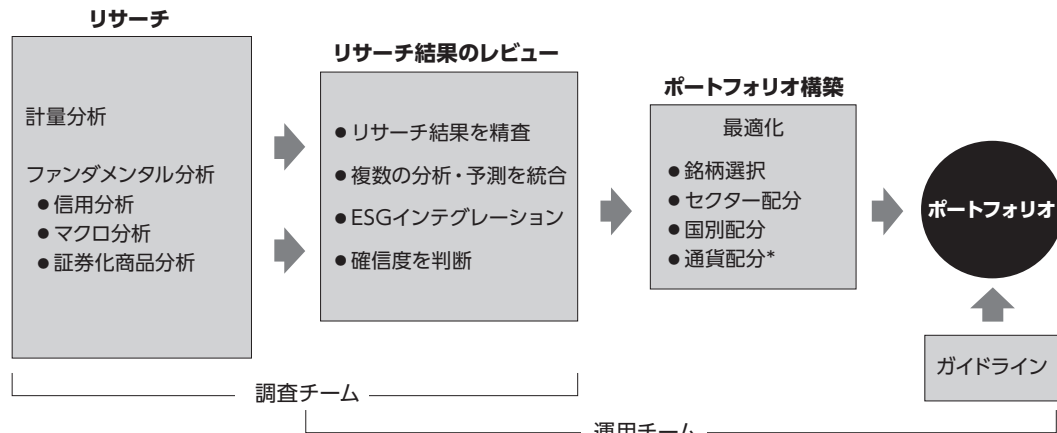 リサーチ
計量分析
ファンダメンタル分析
●信用分析
●マクロ分析
●証券化商品分析
リサーチ結果のレビュー
●リサーチ結果を精査
●複数の分析・予測を統合
●ESGインテグレーション
●確信度を判断
ポートフォリオ構築
最適化
●銘柄選択
●セクター配分
●国別配分
●通貨配分*
ポートフォリオ
ガイドライン
調査チーム
運用チーム